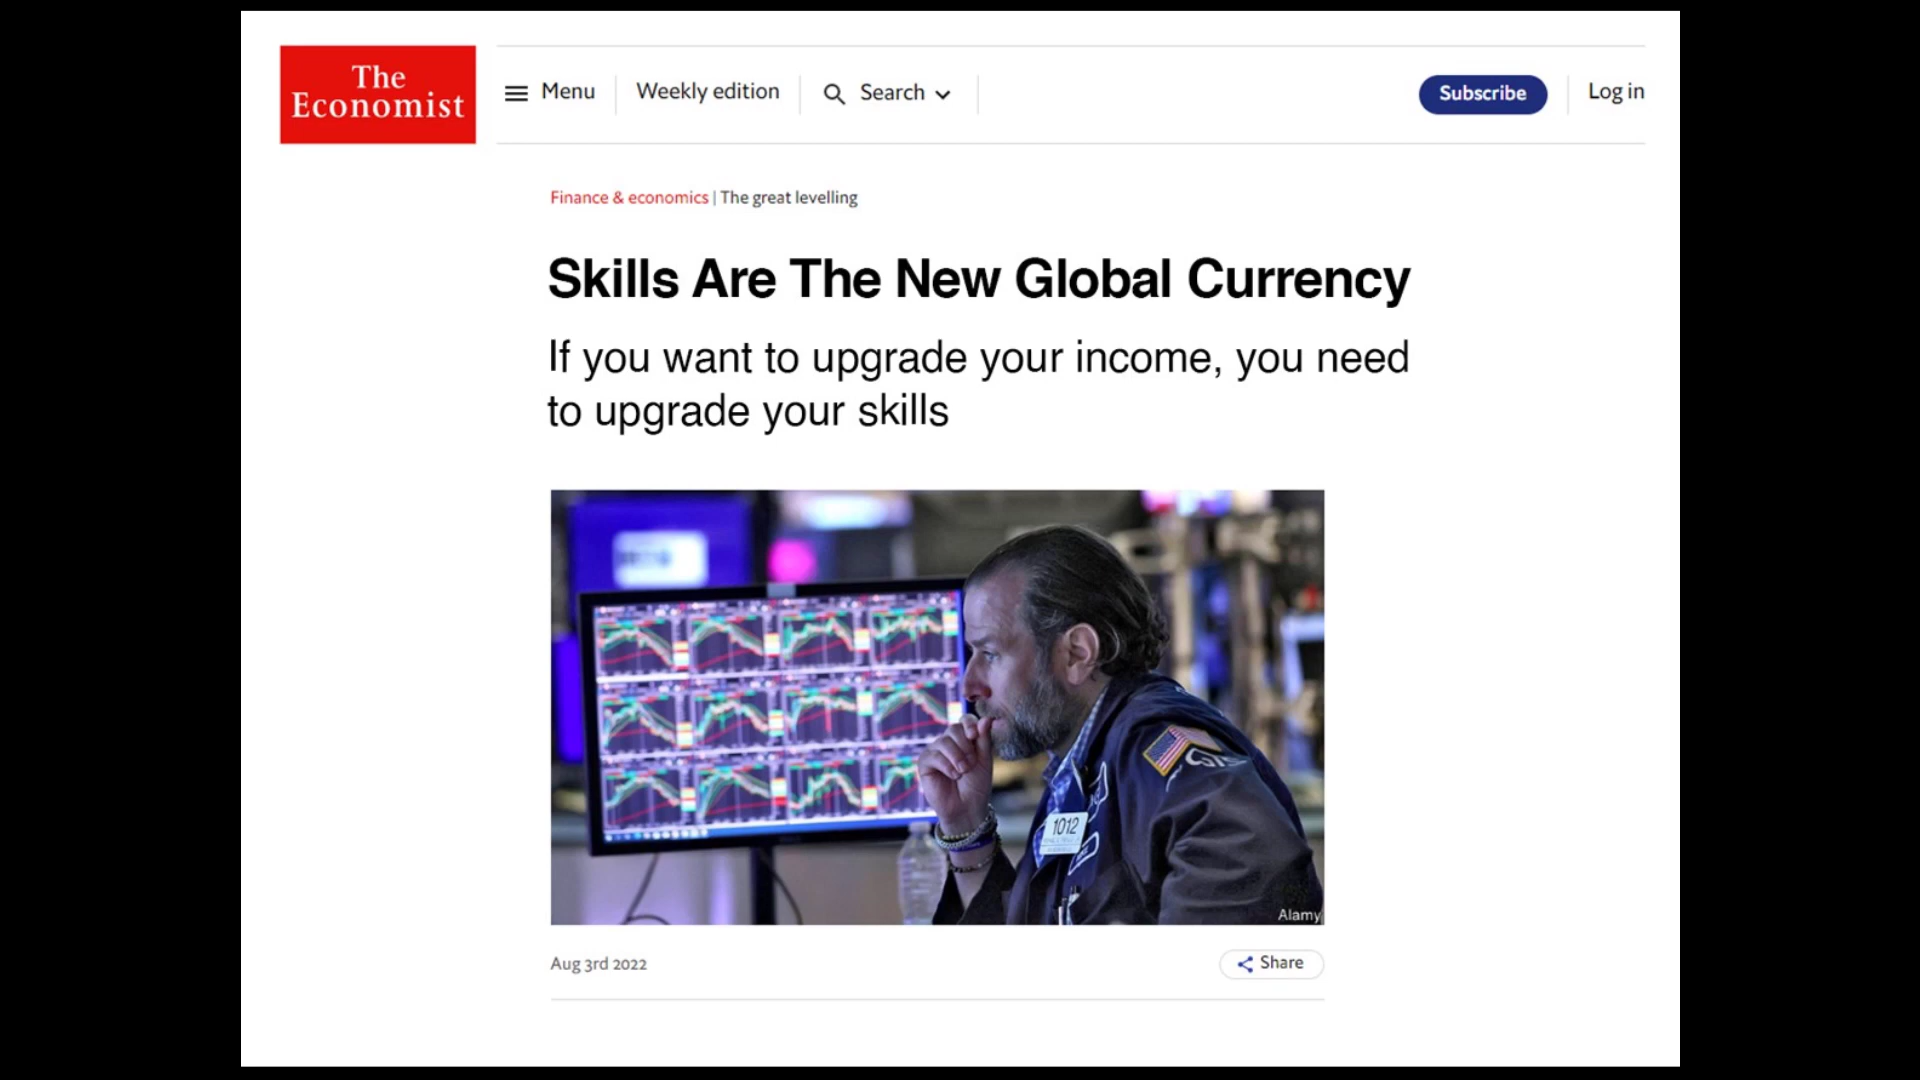 The
Economist
Menu
Weekly edition
Search
Subscribe
Log in
Finance & economics | The great levelling
Skills Are The New Global Currency
If you want to upgrade your income, you need
to upgrade your skills
1012
Alamy
Aug 3rd 2022
Share